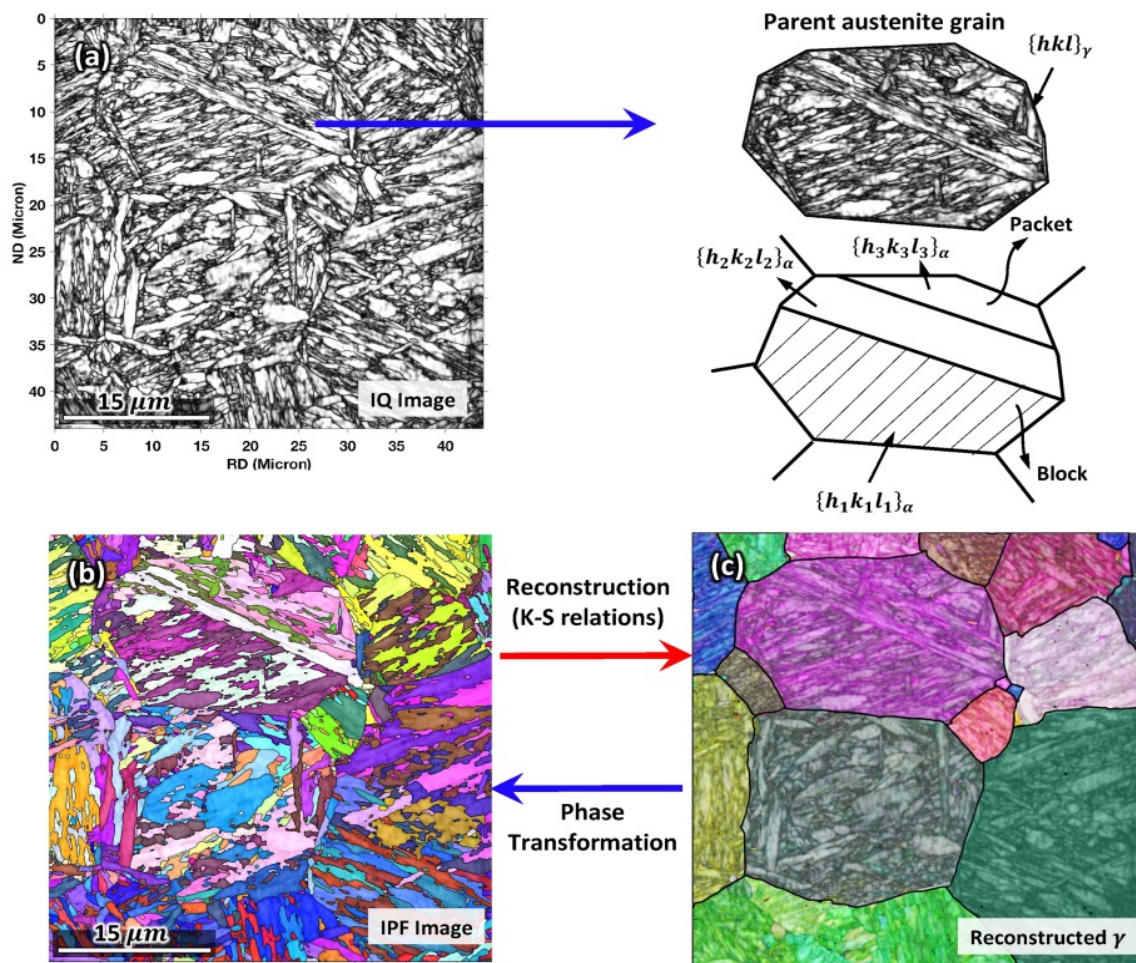 (a)
0
5
10
15
20
25
30
35
40
ND (Micron)
15 μm
IQ Image
0 5 10 15 20 25 30 35 40
RD (Micron)
Parent austenite grain
{hkl}γ
Packet
{h₂k₂l₂}α
{h₃k₃l₃}α
Block
{h₁k₁l₁}α
(b)
15 μm
IPF Image
Reconstruction
(K-S relations)
Phase
Transformation
(c)
Reconstructed γ